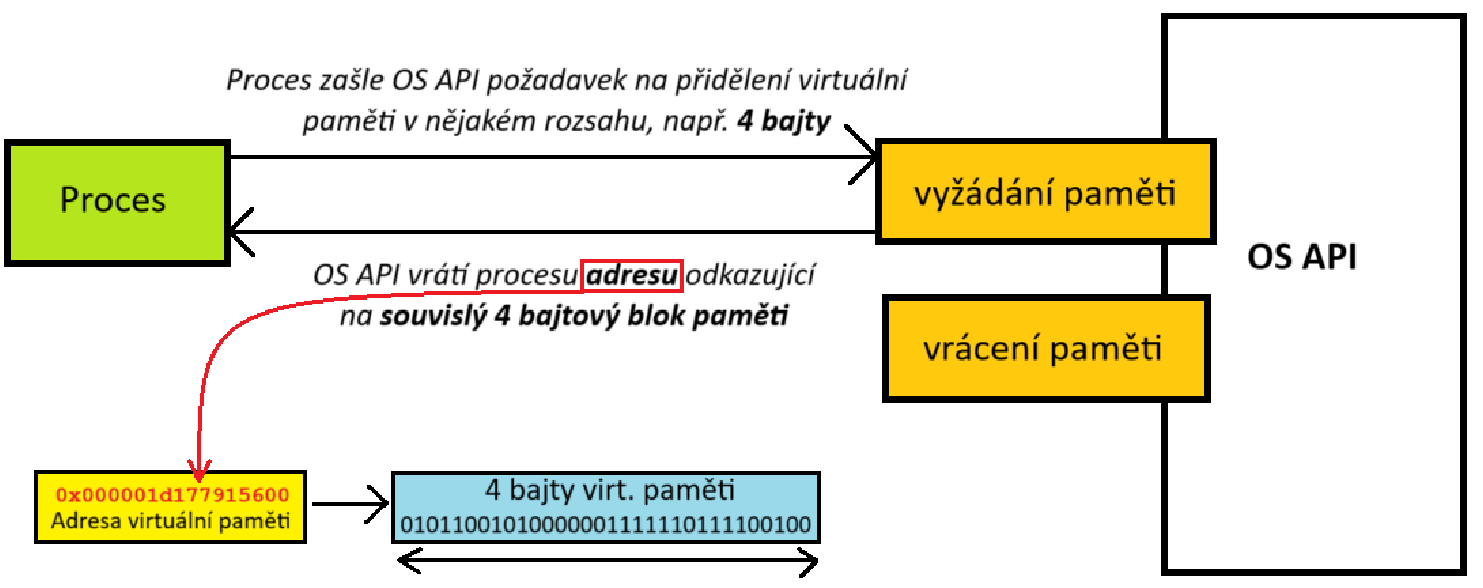 Proces zašle OS API požadavek na přidělení virtuální
paměti v nějakém rozsahu, např. 4 bajty
Proces
vyžádání paměti
OS API
OS API vrátí procesu adresu odkazující
na souvislý 4 bajtový blok paměti
vrácení paměti
0x000001d177915600
Adresa virtuální paměti
4 bajty virt. paměti
01011001010000001111110111100100